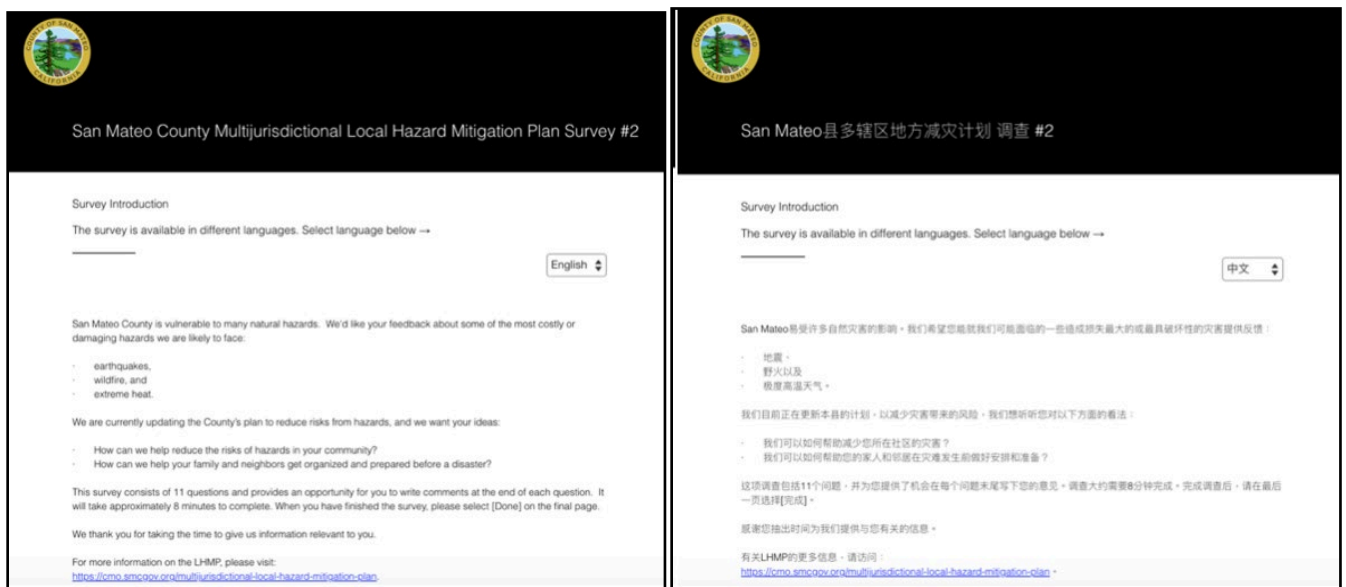 COUNTY OF SAN MATEO
CALIFORNIA
San Mateo County Multijurisdictional Local Hazard Mitigation Plan Survey #2
Survey Introduction
The survey is available in different languages. Select language below →
English
San Mateo County is vulnerable to many natural hazards. We'd like your feedback about some of the most costly or
damaging hazards we are likely to face:
· earthquakes,
· wildfire, and
· extreme heat.
We are currently updating the County's plan to reduce risks from hazards, and we want your ideas:
· How can we help reduce the risks of hazards in your community?
· How can we help your family and neighbors get organized and prepared before a disaster?
This survey consists of 11 questions and provides an opportunity for you to write comments at the end of each question. It
will take approximately 8 minutes to complete. When you have finished the survey, please select [Done] on the final page.
We thank you for taking the time to give us information relevant to you.
For more information on the LHMP, please visit:
https://cmo.smcgov.org/multijurisdictional-local-hazard-mitigation-plan.
COUNTY OF SAN MATEO
CALIFORNIA
San Mateo县多辖区地方减灾计划 调查 #2
Survey Introduction
The survey is available in different languages. Select language below →
中文
San Mateo易受许多自然灾害的影响。我们希望您能就我们可能面临的一些造成损失最大的或最具破坏性的灾害提供反馈：
· 地震、
· 野火以及
· 极度高温天气。
我们目前正在更新本县的计划，以减少灾害带来的风险，我们想听听您对以下方面的看法：
· 我们可以如何帮助减少您所在社区的灾害？
· 我们可以如何帮助您的家人和邻居在灾难发生前做好安排和准备？
这项调查包括11个问题，并为您提供了机会在每个问题末尾写下您的意见。调查大约需要8分钟完成。完成调查后，请在最后
一页选择[完成]。
感谢您抽出时间为我们提供与您有关的信息。
有关LHMP的更多信息，请访问：
https://cmo.smcgov.org/multijurisdictional-local-hazard-mitigation-plan。